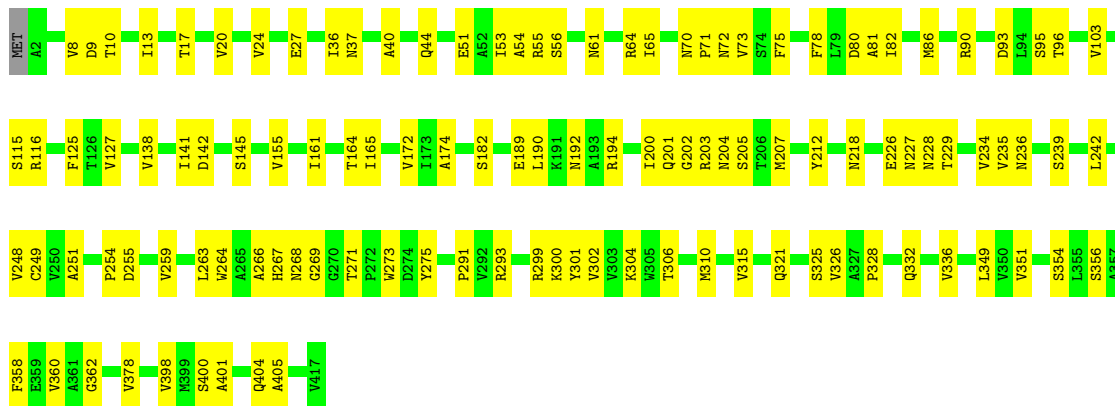 MET A2 V8 D9 T10 I13 T17 V20 V24 E27 I36 N37 A40 Q44 E51 A52 I53 A54 R55 S56 N61 R64 I65 N70 P71 N72 V73 S74 F75 F78 L79 D80 A81 I82 M86 R90 D93 L94 S95 T96 V103
S115 R116 F125 T126 V127 V138 I141 D142 S145 V155 I161 T164 I165 V172 I173 A174 S182 E189 L190 K191 N192 A193 R194 I200 Q201 G202 R203 N204 S205 T206 M207 Y212 N218 E226 N227 N228 T229 V234 V235 N236 S239 L242
V248 C249 V250 A251 P254 D255 V259 L263 W264 A265 A266 H267 N268 G269 G270 T271 P272 W273 D274 Y275 P291 V292 R293 R299 K300 Y301 V302 V303 K304 W305 T306 M310 V315 Q321 S325 V326 A327 P328 Q332 V336 L349 V350 V351 S354 L355 S356 A357
F358 E359 V360 A361 G362 V378 V398 M399 S400 A401 Q404 A405 V417